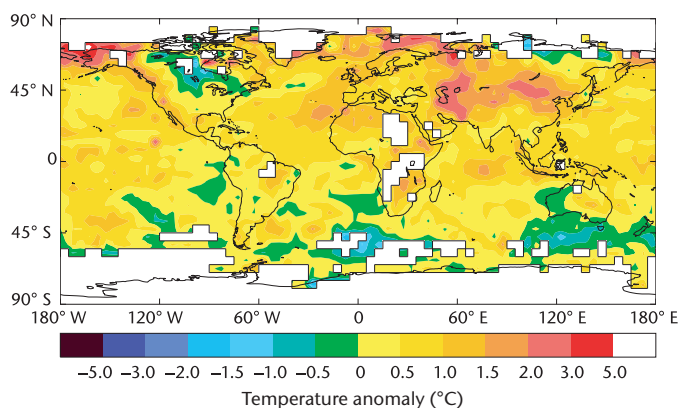 90° N
45° N
0
45° S
90° S
180° W 120° W 60° W 0 60° E 120° E 180° E
−5.0 −3.0 −2.0 −1.5 −1.0 −0.5 0 0.5 1.0 1.5 2.0 3.0 5.0
Temperature anomaly (°C)